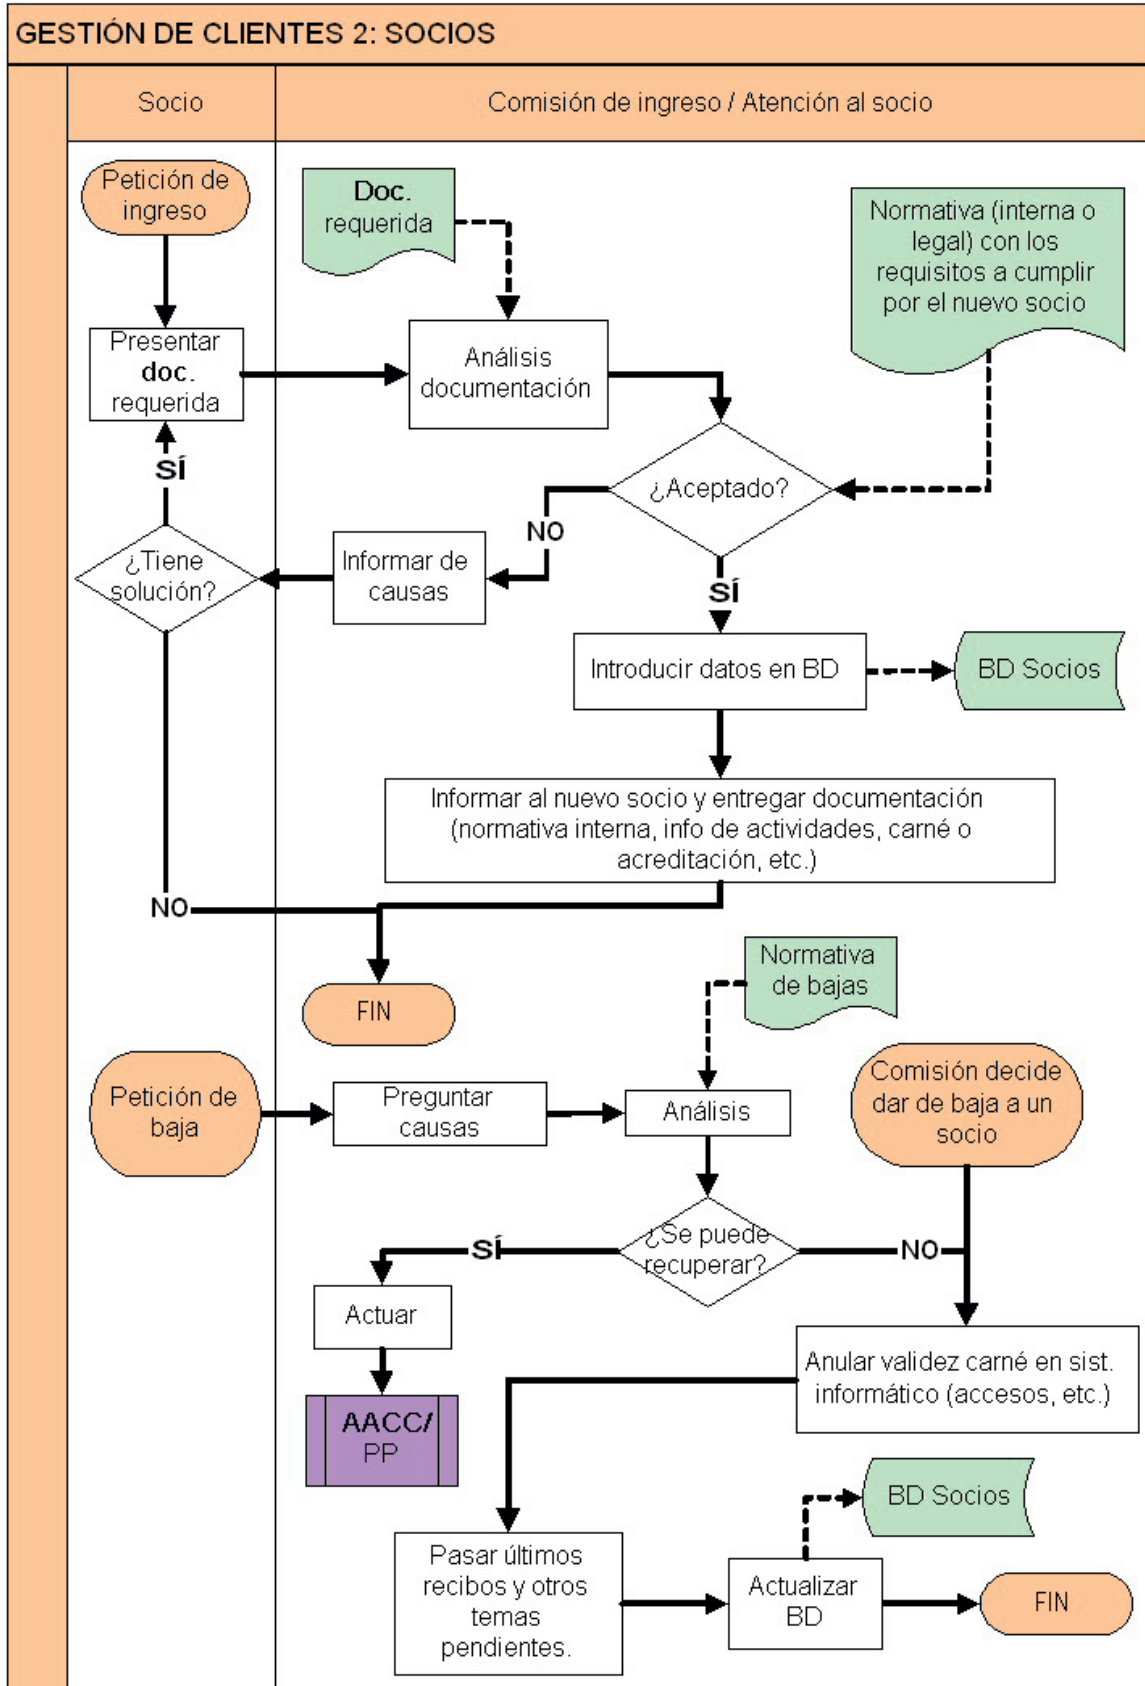 GESTIÓN DE CLIENTES 2: SOCIOS
Socio
Comisión de ingreso / Atención al socio
Petición de
ingreso
Doc.
requerida
Normativa (interna o
legal) con los
requisitos a cumplir
por el nuevo socio
Presentar
doc.
requerida
Análisis
documentación
SÍ
¿Aceptado?
NO
¿Tiene
solución?
Informar de
causas
SÍ
Introducir datos en BD
BD Socios
Informar al nuevo socio y entregar documentación
(normativa interna, info de actividades, carné o
acreditación, etc.)
NO
FIN
Normativa
de bajas
Petición de
baja
Preguntar
causas
Análisis
Comisión decide
dar de baja a un
socio
¿Se puede
recuperar?
SÍ
NO
Actuar
Anular validez carné en sist.
informático (accesos, etc.)
AACC/
PP
BD Socios
Pasar últimos
recibos y otros
temas
pendientes.
Actualizar
BD
FIN